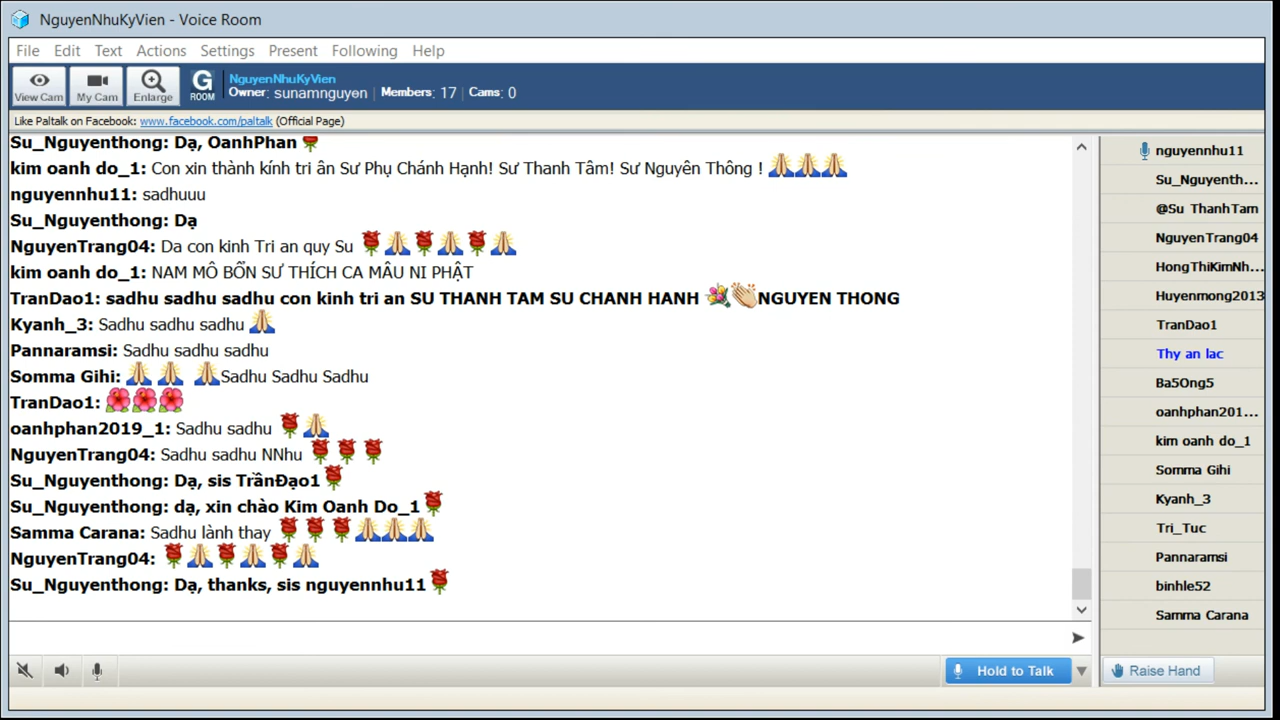 NguyenNhuKyVien - Voice Room
File Edit Text Actions Settings Present Following Help
View Cam My Cam Enlarge G ROOM
NguyenNhuKyVien
Owner: sunamnguyen | Members: 17 | Cams: 0
Like Paltalk on Facebook: www.facebook.com/paltalk (Official Page)
Su_Nguyenthong: Dạ, OanhPhan 🌹
kim oanh do_1: Con xin thành kính tri ân Sư Phụ Chánh Hạnh! Sư Thanh Tâm! Sư Nguyên Thông ! 🙏🙏🙏
nguyennhu11: sadhuuu
Su_Nguyenthong: Dạ
NguyenTrang04: Da con kinh Tri an quy Su 🌹🙏🌹🙏🌹🙏
kim oanh do_1: NAM MÔ BỔN SƯ THÍCH CA MÂU NI PHẬT
TranDao1: sadhu sadhu sadhu con kinh tri an SU THANH TAM SU CHANH HANH 💐👏NGUYEN THONG
Kyanh_3: Sadhu sadhu sadhu 🙏
Pannaramsi: Sadhu sadhu sadhu
Somma Gihi: 🙏 🙏 🙏Sadhu Sadhu Sadhu
TranDao1: 🌺🌺🌺
oanhphan2019_1: Sadhu sadhu 🌹🙏
NguyenTrang04: Sadhu sadhu NNhu 🌹 🌹 🌹
Su_Nguyenthong: Dạ, sis TrầnĐạo1🌹
Su_Nguyenthong: dạ, xin chào Kim Oanh Do_1🌹
Samma Carana: Sadhu lành thay 🌹 🌹 🌹🙏🙏🙏
NguyenTrang04: 🌹🙏🌹🙏🌹🙏
Su_Nguyenthong: Dạ, thanks, sis nguyennhu11🌹
Hold to Talk
nguyennhu11
Su_Nguyenth...
@Su ThanhTam
NguyenTrang04
HongThiKimNh...
Huyenmong2013
TranDao1
Thy an lac
Ba5Ong5
oanhphan201...
kim oanh do_1
Somma Gihi
Kyanh_3
Tri_Tuc
Pannaramsi
binhle52
Samma Carana
Raise Hand